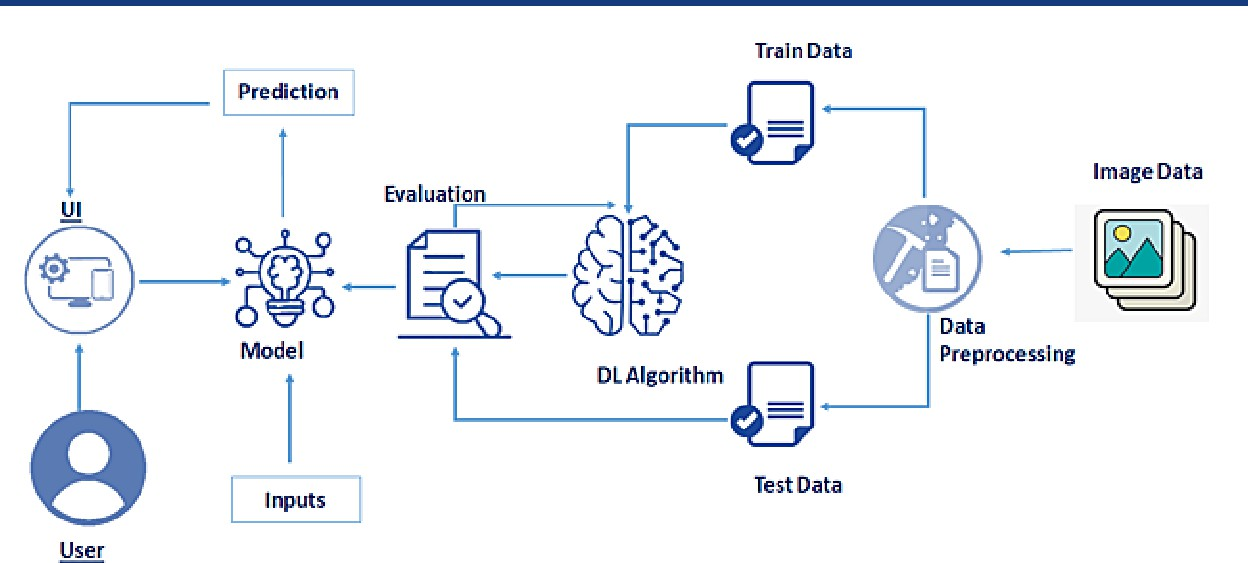 Train Data
Prediction
Image Data
Evaluation
UI
Data
Preprocessing
Model
DL Algorithm
Test Data
Inputs
User